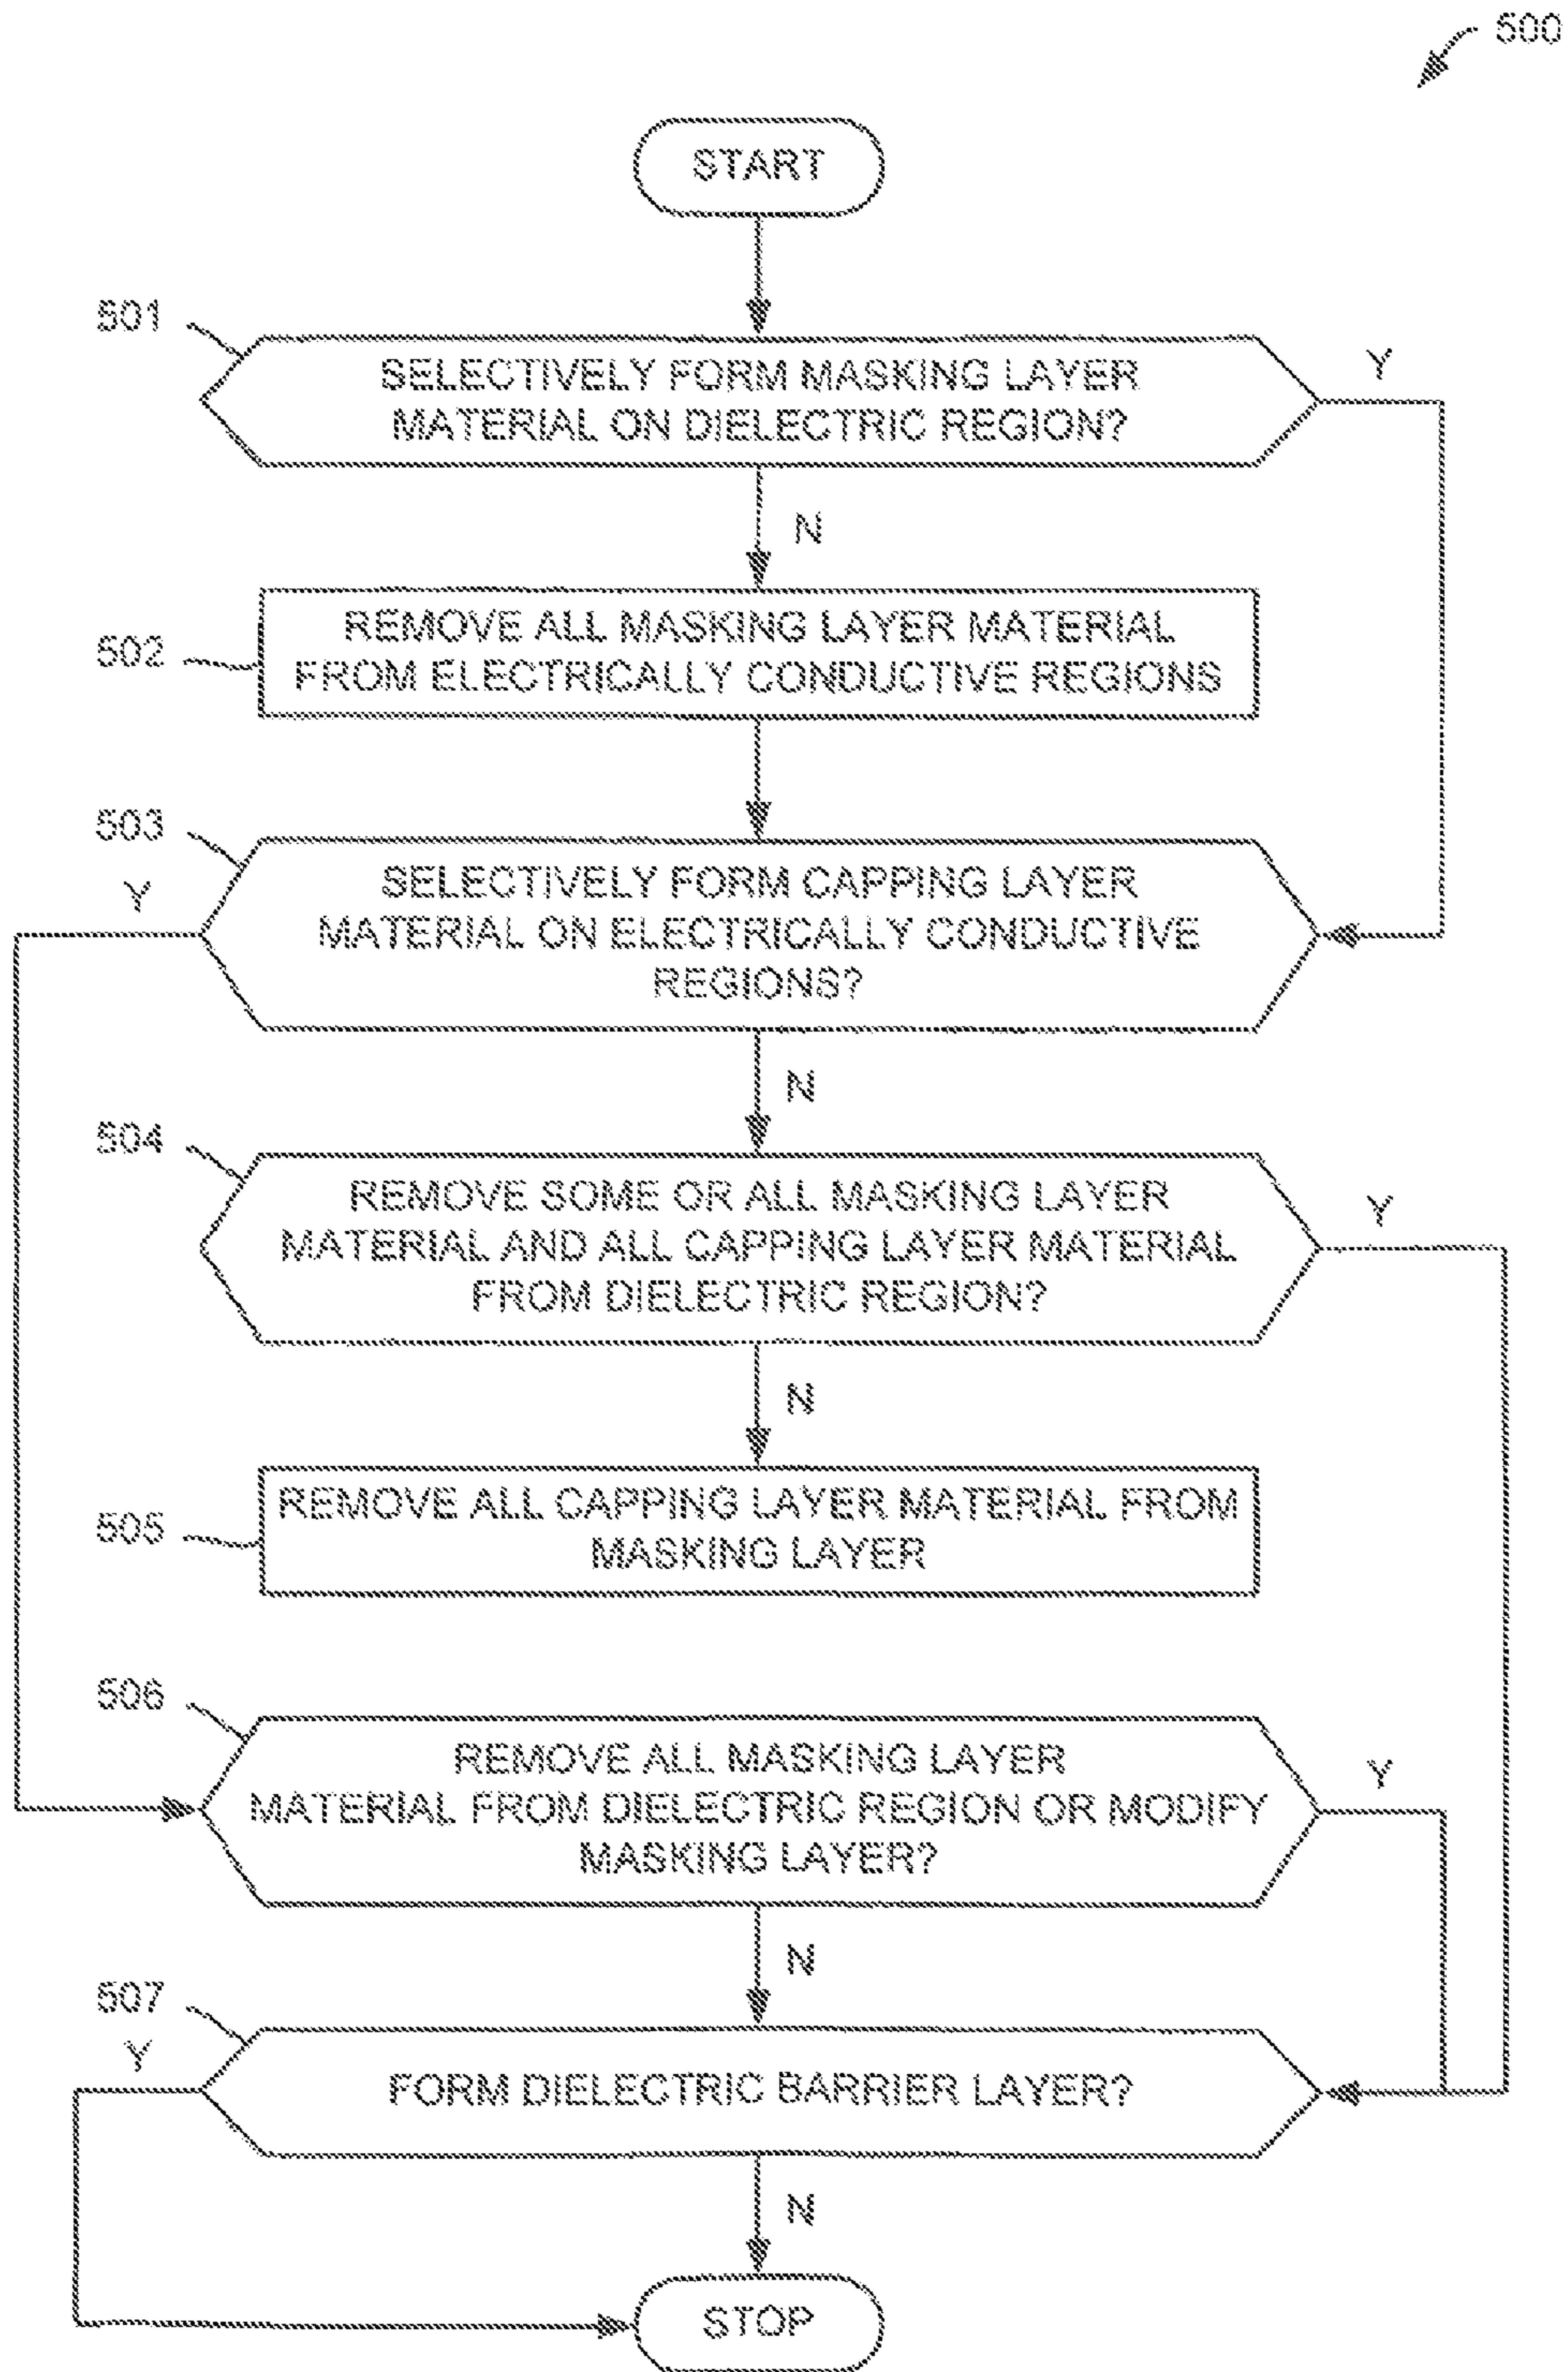 500
START
501
SELECTIVELY FORM MASKING LAYER
MATERIAL ON DIELECTRIC REGION?
Y
N
502
REMOVE ALL MASKING LAYER MATERIAL
FROM ELECTRICALLY CONDUCTIVE REGIONS
503
Y
SELECTIVELY FORM CAPPING LAYER
MATERIAL ON ELECTRICALLY CONDUCTIVE
REGIONS?
N
504
REMOVE SOME OR ALL MASKING LAYER
MATERIAL AND ALL CAPPING LAYER MATERIAL
FROM DIELECTRIC REGION?
Y
N
505
REMOVE ALL CAPPING LAYER MATERIAL FROM
MASKING LAYER
506
REMOVE ALL MASKING LAYER
MATERIAL FROM DIELECTRIC REGION OR MODIFY
MASKING LAYER?
Y
N
507
Y
FORM DIELECTRIC BARRIER LAYER?
N
STOP